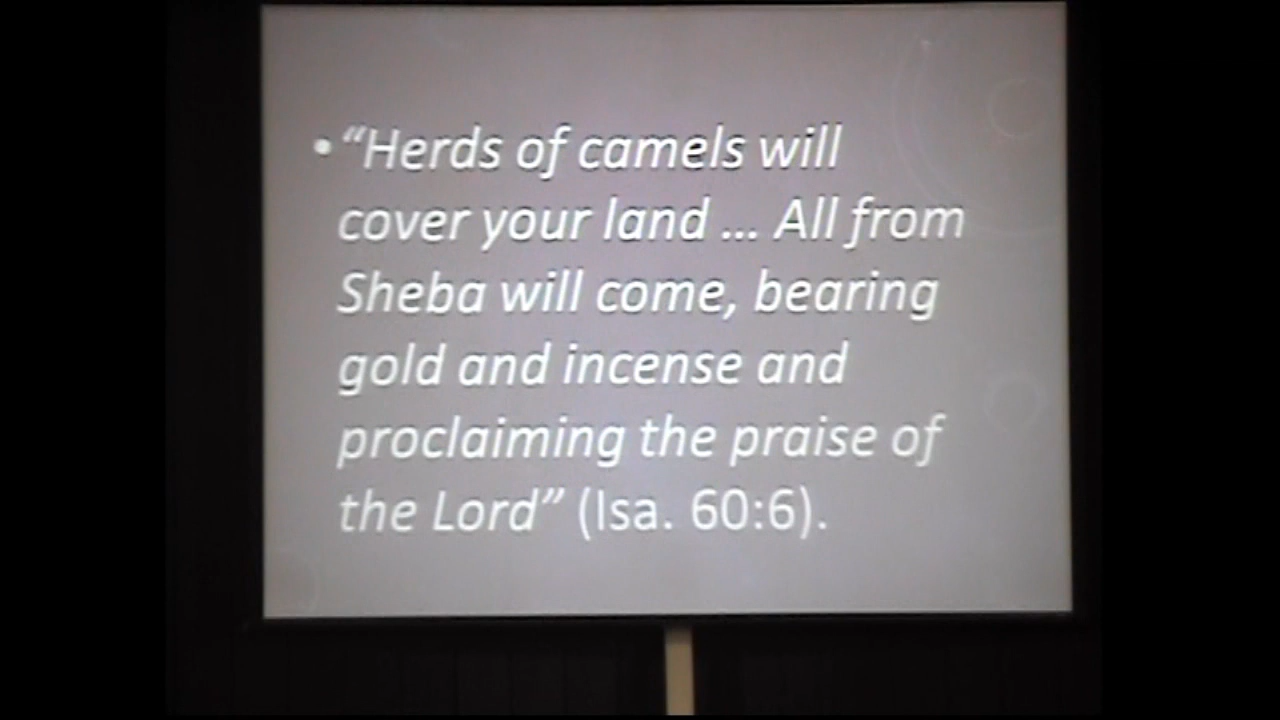 • “Herds of camels will
cover your land ... All from
Sheba will come, bearing
gold and incense and
proclaiming the praise of
the Lord” (Isa. 60:6).